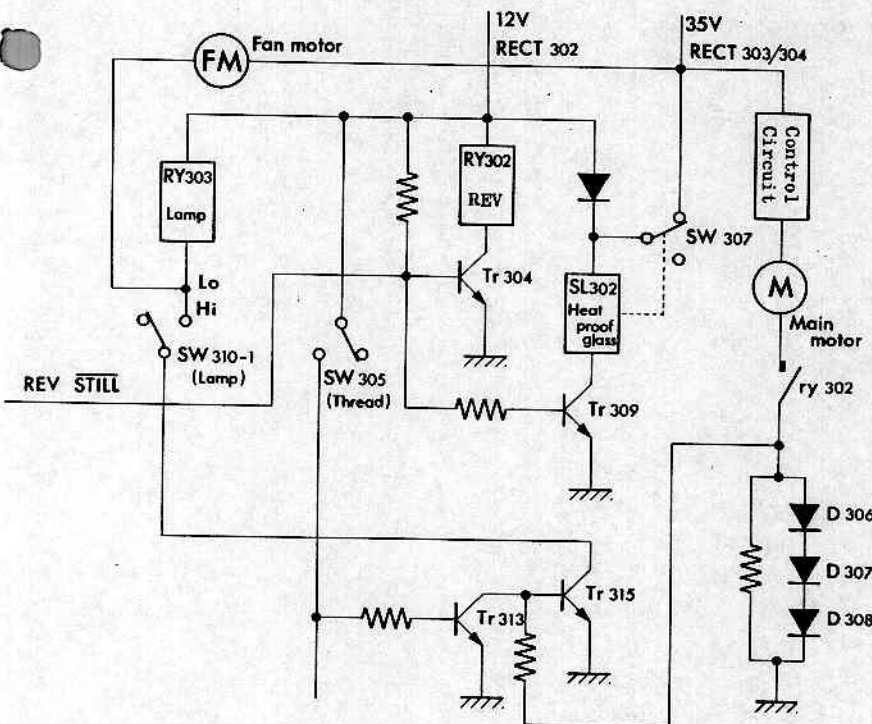 12V
RECT 302
35V
RECT 303/304
FM
Fan motor
RY303
Lamp
RY302
REV
Control
Circuit
SW 307
Tr 304
SL302
Heat
proof
glass
M
Main
motor
Lo
Hi
SW 310-1
(Lamp)
SW 305
(Thread)
REV STILL
Tr 309
ry 302
D 306
D 307
D 308
Tr 313
Tr 315